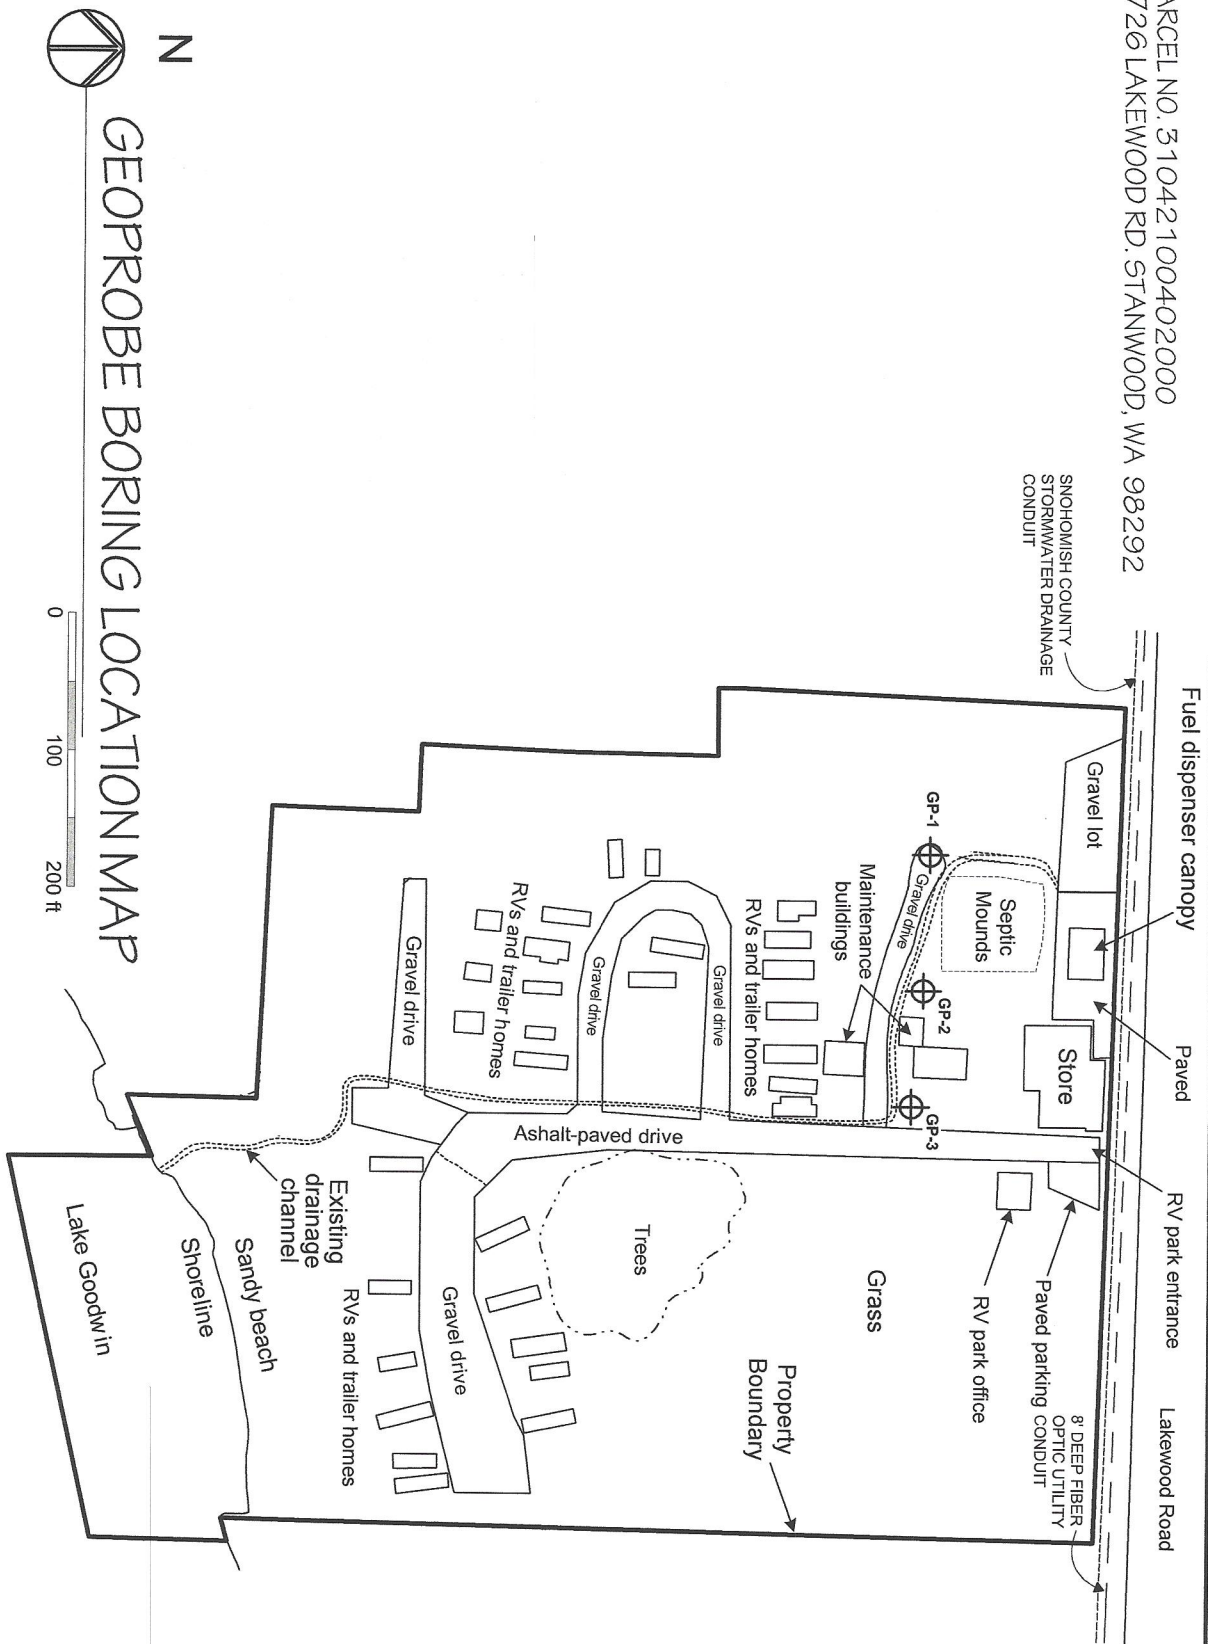 ARCEL NO. 31042100402000
726 LAKEWOOD RD. STANWOOD, WA 98292
Fuel dispenser canopy
Paved
RV park entrance
Lakewood Road
SNOHOMISH COUNTY
STORMWATER DRAINAGE
CONDUIT
8' DEEP FIBER
OPTIC UTILITY
CONDUIT
Gravel lot
Store
Paved parking
Septic
Mounds
RV park office
GP-1
GP-2
GP-3
Gravel drive
Maintenance
buildings
Grass
RVs and trailer homes
Property
Boundary
Gravel drive
Trees
Ashalt-paved drive
Gravel drive
RVs and trailer homes
Gravel drive
Gravel drive
RVs and trailer homes
Existing
drainage
channel
Sandy beach
Shoreline
Lake Goodwin
N
GEOPROBE BORING LOCATION MAP
0 100 200 ft